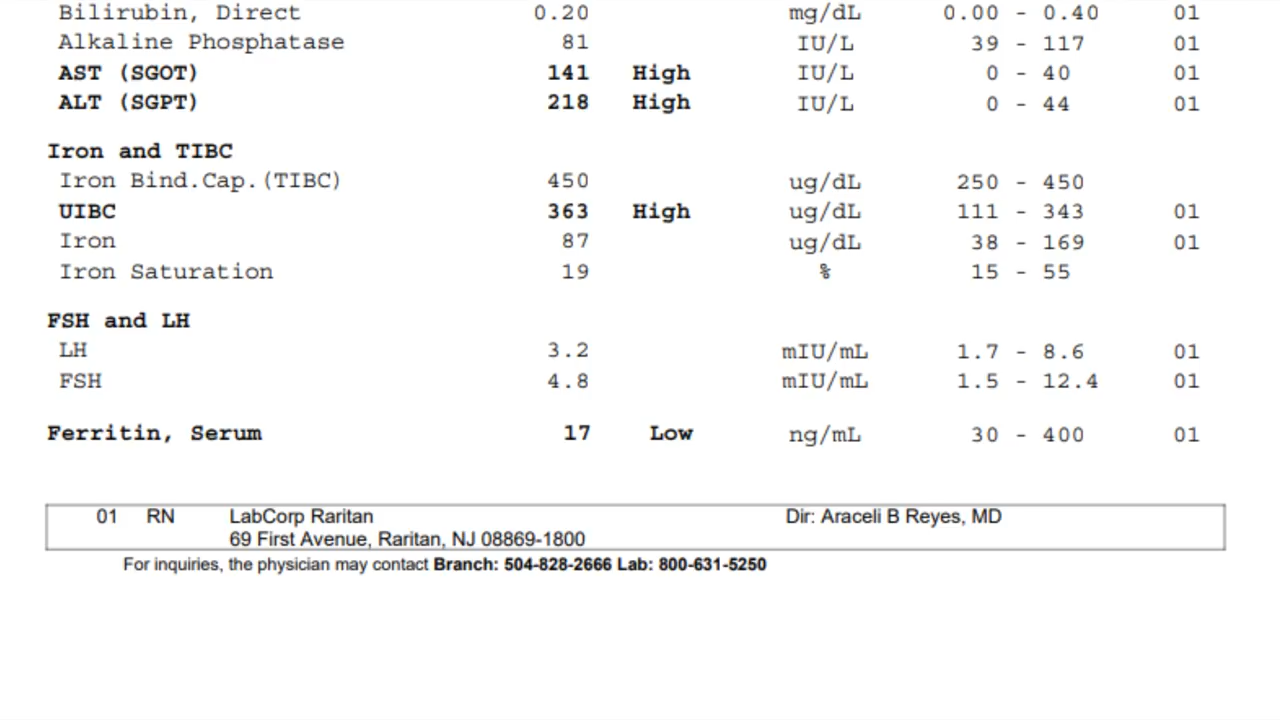 Bilirubin, Direct 0.20 mg/dL 0.00 - 0.40 01
Alkaline Phosphatase 81 IU/L 39 - 117 01
AST (SGOT) 141 High IU/L 0 - 40 01
ALT (SGPT) 218 High IU/L 0 - 44 01
Iron and TIBC
Iron Bind.Cap.(TIBC) 450 ug/dL 250 - 450
UIBC 363 High ug/dL 111 - 343 01
Iron 87 ug/dL 38 - 169 01
Iron Saturation 19 % 15 - 55
FSH and LH
LH 3.2 mIU/mL 1.7 - 8.6 01
FSH 4.8 mIU/mL 1.5 - 12.4 01
Ferritin, Serum 17 Low ng/mL 30 - 400 01
01 RN LabCorp Raritan Dir: Araceli B Reyes, MD
69 First Avenue, Raritan, NJ 08869-1800
For inquiries, the physician may contact Branch: 504-828-2666 Lab: 800-631-5250